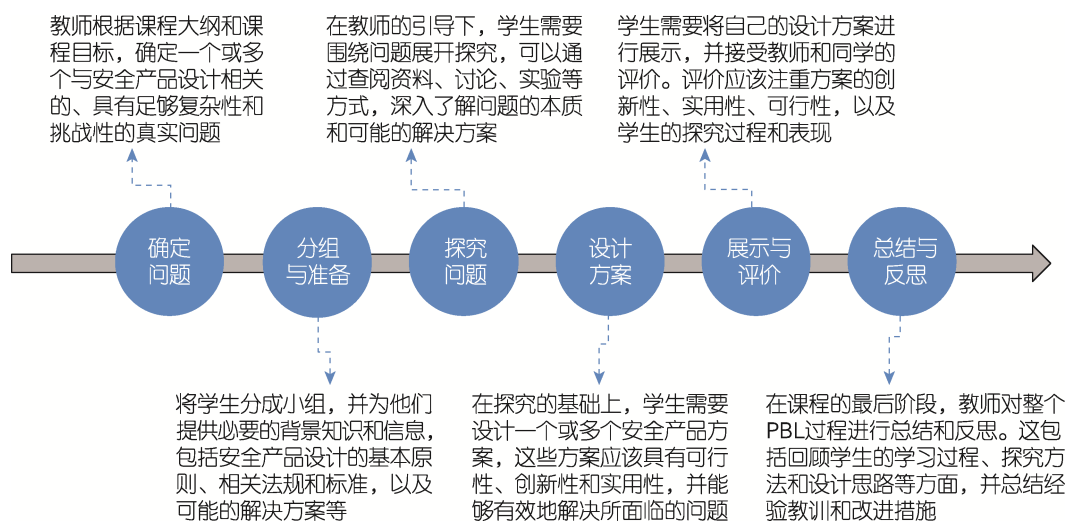 教师根据课程大纲和课
程目标，确定一个或多
个与安全产品设计相关
的、具有足够复杂性和
挑战性的真实问题
在教师的引导下，学生需要
围绕问题展开探究，可以通
过查阅资料、讨论、实验等
方式，深入了解问题的本质
和可能的解决方案
学生需要将自己的设计方案进
行展示，并接受教师和同学的
评价。评价应该注重方案的创
新性、实用性、可行性，以及
学生的探究过程和表现
确定
问题
分组
与准备
探究
问题
设计
方案
展示与
评价
总结与
反思
将学生分成小组，并为他们
提供必要的背景知识和信息，
包括安全产品设计的基本原
则、相关法规和标准，以及
可能的解决方案等
在探究的基础上，学生需要
设计一个或多个安全产品方
案，这些方案应该具有可行
性、创新性和实用性，并能
够有效地解决所面临的问题
在课程的最后阶段，教师对整个
PBL过程进行总结和反思。这包
括回顾学生的学习过程、探究方
法和设计思路等方面，并总结经
验教训和改进措施